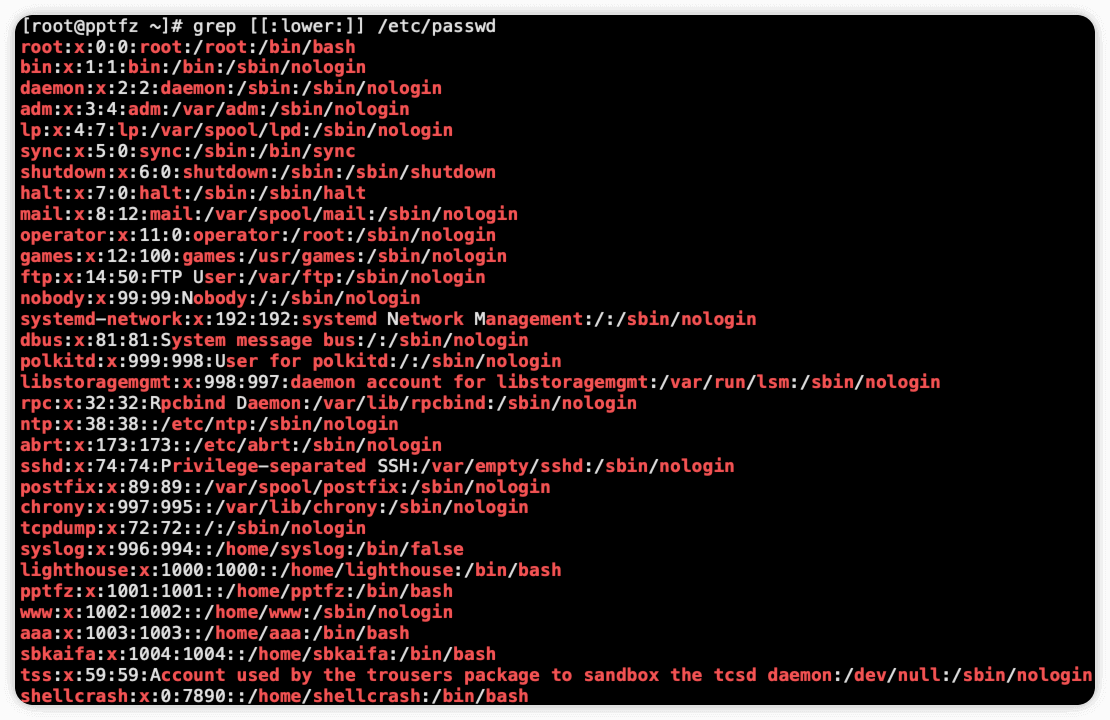 [root@pptfz ~]# grep [[:lower:]] /etc/passwd
root:x:0:0:root:/root:/bin/bash
bin:x:1:1:bin:/bin:/sbin/nologin
daemon:x:2:2:daemon:/sbin:/sbin/nologin
adm:x:3:4:adm:/var/adm:/sbin/nologin
lp:x:4:7:lp:/var/spool/lpd:/sbin/nologin
sync:x:5:0:sync:/sbin:/bin/sync
shutdown:x:6:0:shutdown:/sbin:/sbin/shutdown
halt:x:7:0:halt:/sbin:/sbin/halt
mail:x:8:12:mail:/var/spool/mail:/sbin/nologin
operator:x:11:0:operator:/root:/sbin/nologin
games:x:12:100:games:/usr/games:/sbin/nologin
ftp:x:14:50:FTP User:/var/ftp:/sbin/nologin
nobody:x:99:99:Nobody:/:/sbin/nologin
systemd-network:x:192:192:systemd Network Management:/:/sbin/nologin
dbus:x:81:81:System message bus:/:/sbin/nologin
polkitd:x:999:998:User for polkitd:/:/sbin/nologin
libstoragemgmt:x:998:997:daemon account for libstoragemgmt:/var/run/lsm:/sbin/nologin
rpc:x:32:32:Rpcbind Daemon:/var/lib/rpcbind:/sbin/nologin
ntp:x:38:38::/etc/ntp:/sbin/nologin
abrt:x:173:173::/etc/abrt:/sbin/nologin
sshd:x:74:74:Privilege-separated SSH:/var/empty/sshd:/sbin/nologin
postfix:x:89:89::/var/spool/postfix:/sbin/nologin
chrony:x:997:995::/var/lib/chrony:/sbin/nologin
tcpdump:x:72:72::/:/sbin/nologin
syslog:x:996:994::/home/syslog:/bin/false
lighthouse:x:1000:1000::/home/lighthouse:/bin/bash
pptfz:x:1001:1001::/home/pptfz:/bin/bash
www:x:1002:1002::/home/www:/sbin/nologin
aaa:x:1003:1003::/home/aaa:/bin/bash
sbkaifa:x:1004:1004::/home/sbkaifa:/bin/bash
tss:x:59:59:Account used by the trousers package to sandbox the tcsd daemon:/dev/null:/sbin/nologin
shellcrash:x:0:7890::/home/shellcrash:/bin/bash